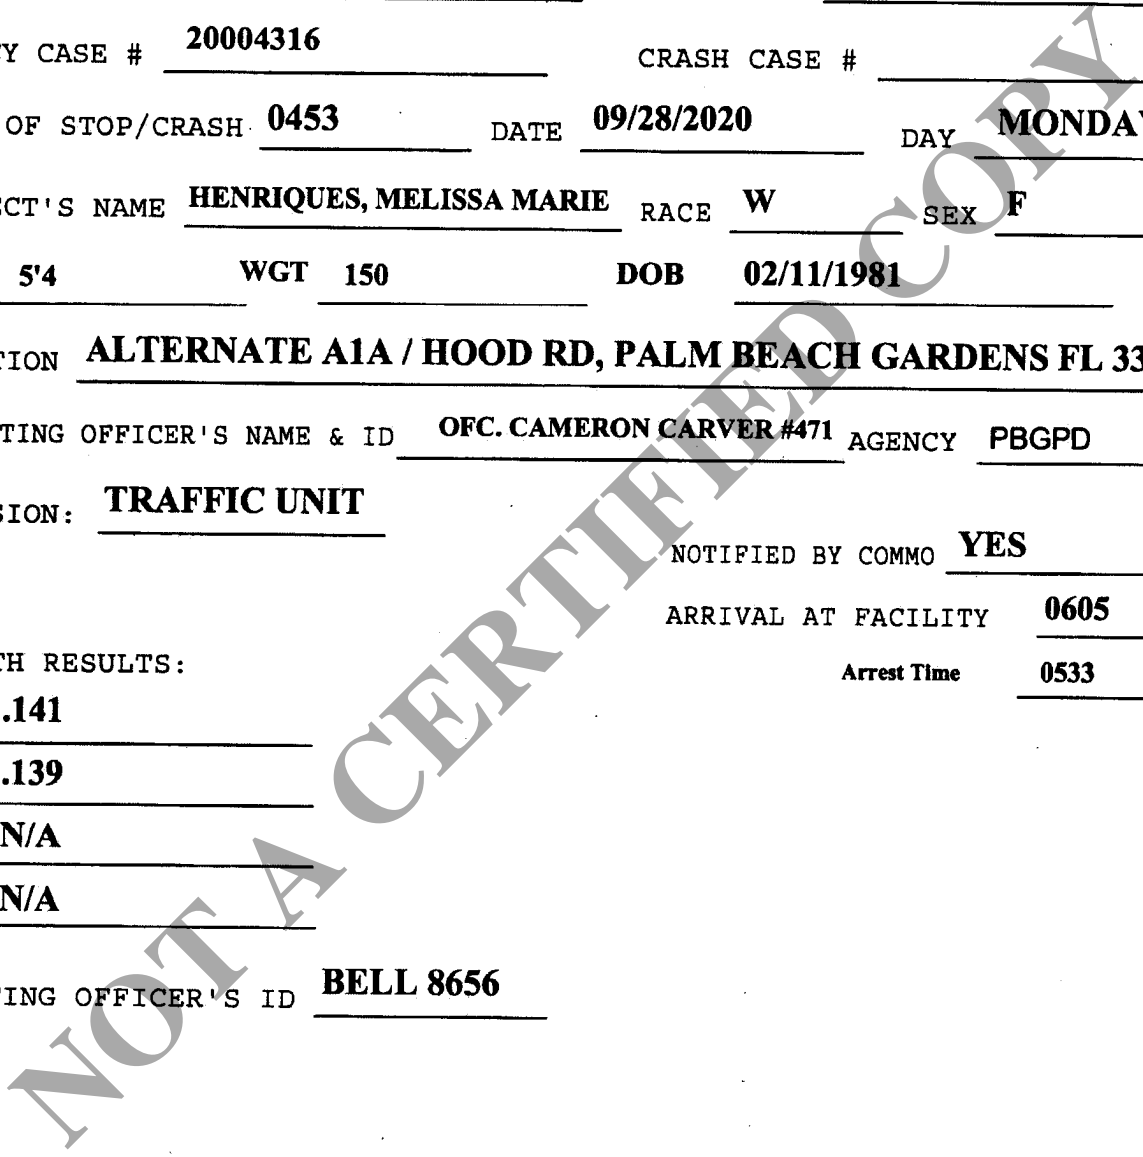 Y CASE # 20004316 CRASH CASE #
OF STOP/CRASH 0453 DATE 09/28/2020 DAY MONDAY
ECT'S NAME HENRIQUES, MELISSA MARIE RACE W SEX F
5'4 WGT 150 DOB 02/11/1981
TION ALTERNATE A1A / HOOD RD, PALM BEACH GARDENS FL 33
TING OFFICER'S NAME & ID OFC. CAMERON CARVER #471 AGENCY PBGPD
SION: TRAFFIC UNIT
NOTIFIED BY COMMO YES
ARRIVAL AT FACILITY 0605
TH RESULTS:
Arrest Time 0533
.141
.139
N/A
N/A
TING OFFICER'S ID BELL 8656
NOT A CERTIFIED COPY